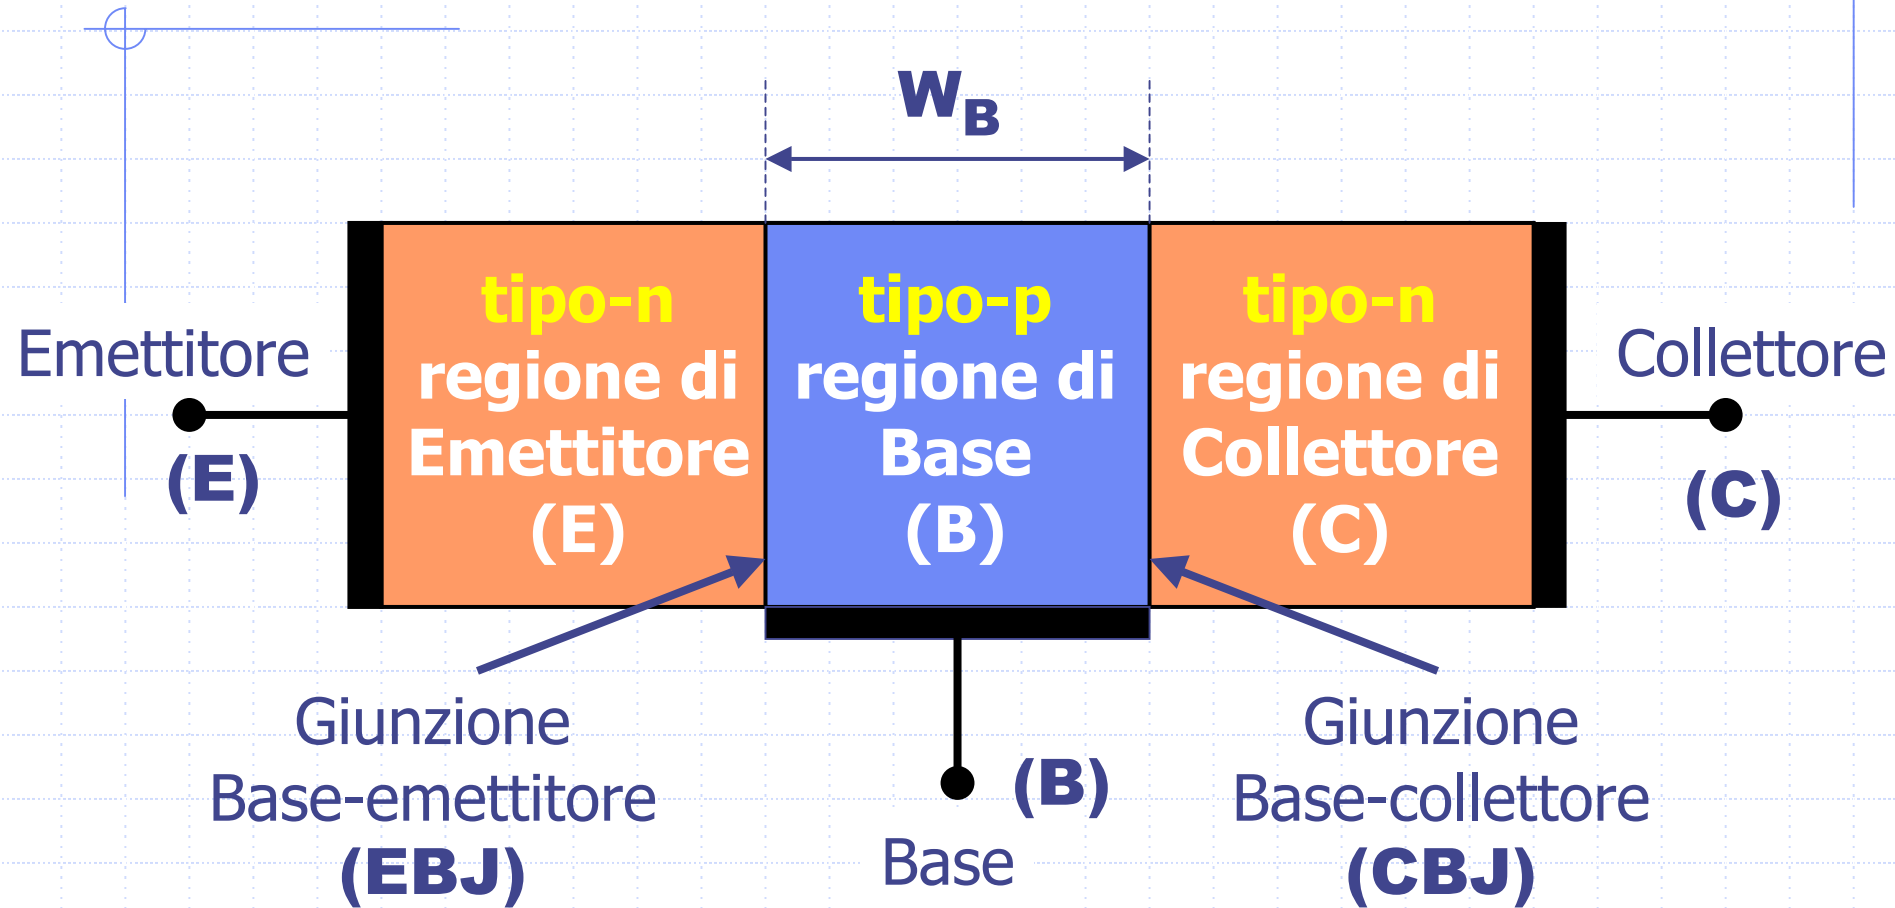 W_B
tipo-n
regione di
Emettitore
(E)
tipo-p
regione di
Base
(B)
tipo-n
regione di
Collettore
(C)
Emettitore
(E)
Collettore
(C)
Giunzione
Base-emettitore
(EBJ)
(B)
Base
Giunzione
Base-collettore
(CBJ)